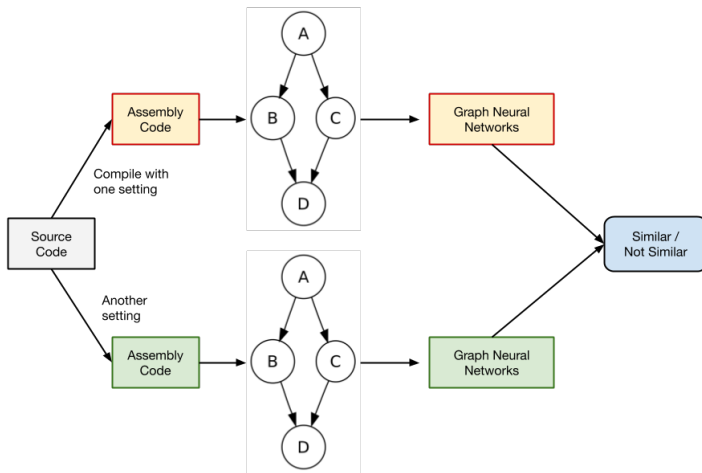 A
B
C
D
Assembly
Code
Graph Neural
Networks
Compile with
one setting
Source
Code
Similar /
Not Similar
Another
setting
A
B
C
D
Assembly
Code
Graph Neural
Networks